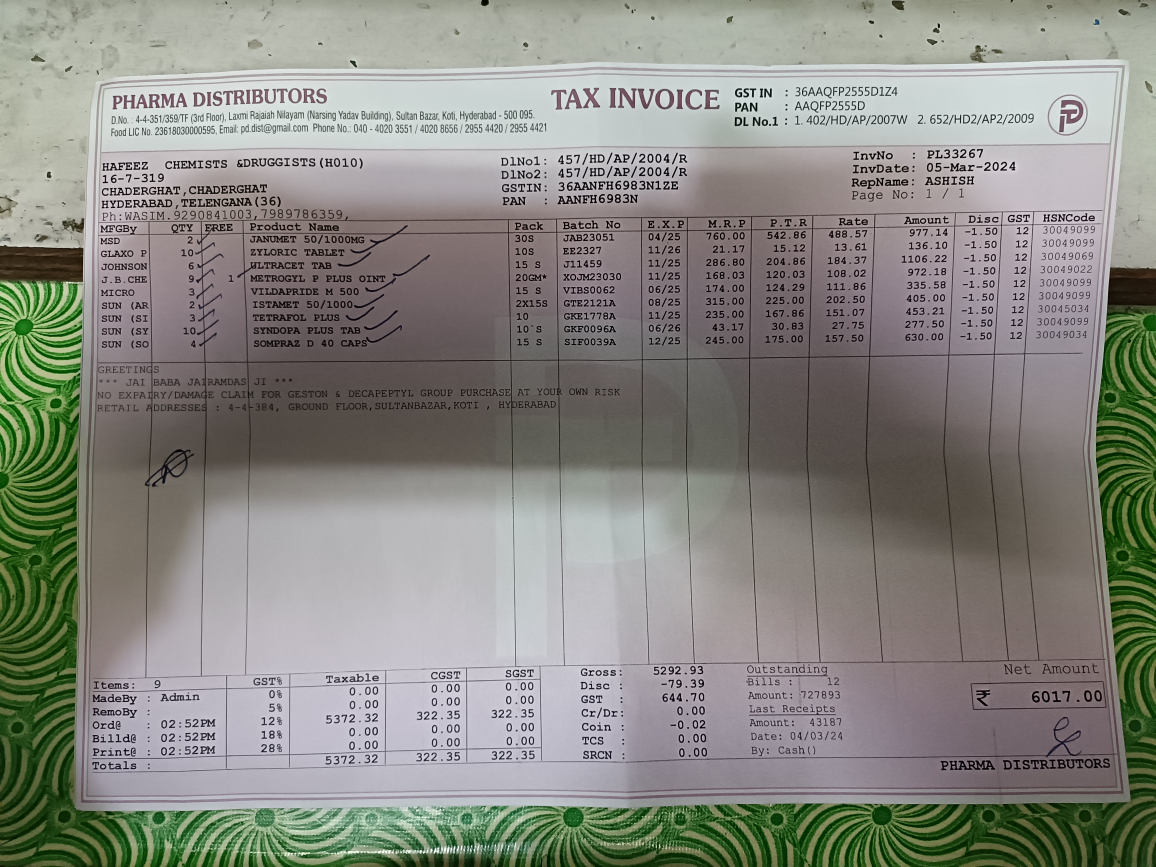 PHARMA DISTRIBUTORS
D.No. : 4-4-351/359/TF (3rd Floor), Laxmi Rajaiah Nilayam (Narsing Yadav Building), Sultan Bazar, Koti, Hyderabad - 500 095.
Food LIC No. 23618030000595, Email: pd.dist@gmail.com Phone No.: 040 - 4020 3551 / 4020 8656 / 2955 4420 / 2955 4421
TAX INVOICE
GST IN : 36AAQFP2555D1Z4
PAN : AAQFP2555D
DL No.1 : 1. 402/HD/AP/2007W 2. 652/HD2/AP2/2009
HAFEEZ CHEMISTS &DRUGGISTS(H010)
16-7-319
CHADERGHAT,CHADERGHAT
HYDERABAD,TELENGANA(36)
Ph:WASIM.9290841003,7989786359,
DlNo1: 457/HD/AP/2004/R
DlNo2: 457/HD/AP/2004/R
GSTIN: 36AANFH6983N1ZE
PAN : AANFH6983N
InvNo : PL33267
InvDate: 05-Mar-2024
RepName: ASHISH
Page No: 1 / 1
MFGBy QTY FREE Product Name Pack Batch No E.X.P M.R.P P.T.R Rate Amount Disc GST HSNCode
MSD 2 JANUMET 50/1000MG 30S JAB23051 04/25 760.00 542.86 488.57 977.14 -1.50 12 30049099
GLAXO P 10 ZYLORIC TABLET 10S EE2327 11/26 21.17 15.12 13.61 136.10 -1.50 12 30049099
JOHNSON 6 ULTRACET TAB 15 S J11459 11/25 286.80 204.86 184.37 1106.22 -1.50 12 30049069
J.B.CHE 9 1 METROGYL P PLUS OINT 20GM* XOJM23030 11/25 168.03 120.03 108.02 972.18 -1.50 12 30049022
MICRO 3 VILDAPRIDE M 500 15 S VIBS0062 06/25 174.00 124.29 111.86 335.58 -1.50 12 30049099
SUN (AR 2 ISTAMET 50/1000 2X15S GTE2121A 08/25 315.00 225.00 202.50 405.00 -1.50 12 30049099
SUN (SI 3 TETRAFOL PLUS 10 GKE1778A 11/25 235.00 167.86 151.07 453.21 -1.50 12 30045034
SUN (SY 10 SYNDOPA PLUS TAB 10`S GKF0096A 06/26 43.17 30.83 27.75 277.50 -1.50 12 30049099
SUN (SO 4 SOMPRAZ D 40 CAPS 15 S SIF0039A 12/25 245.00 175.00 157.50 630.00 -1.50 12 30049034
GREETINGS
*** JAI BABA JAIRAMDAS JI ***
NO EXPAIRY/DAMAGE CLAIM FOR GESTON & DECAPEPTYL GROUP PURCHASE AT YOUR OWN RISK
RETAIL ADDRESSES : 4-4-384, GROUND FLOOR,SULTANBAZAR,KOTI , HYDERABAD
Items: 9
MadeBy : Admin
RemoBy :
Ord@ : 02:52PM
Billd@ : 02:52PM
Print@ : 02:52PM
Totals :
GST% Taxable CGST SGST
0% 0.00 0.00 0.00
5% 0.00 0.00 0.00
12% 5372.32 322.35 322.35
18% 0.00 0.00 0.00
28% 0.00 0.00 0.00
5372.32 322.35 322.35
Gross: 5292.93
Disc : -79.39
GST : 644.70
Cr/Dr: 0.00
Coin : -0.02
TCS : 0.00
SRCN : 0.00
Outstanding
Bills : 12
Amount: 727893
Last Receipts
Amount: 43187
Date: 04/03/24
By: Cash()
Net Amount
₹ 6017.00
PHARMA DISTRIBUTORS